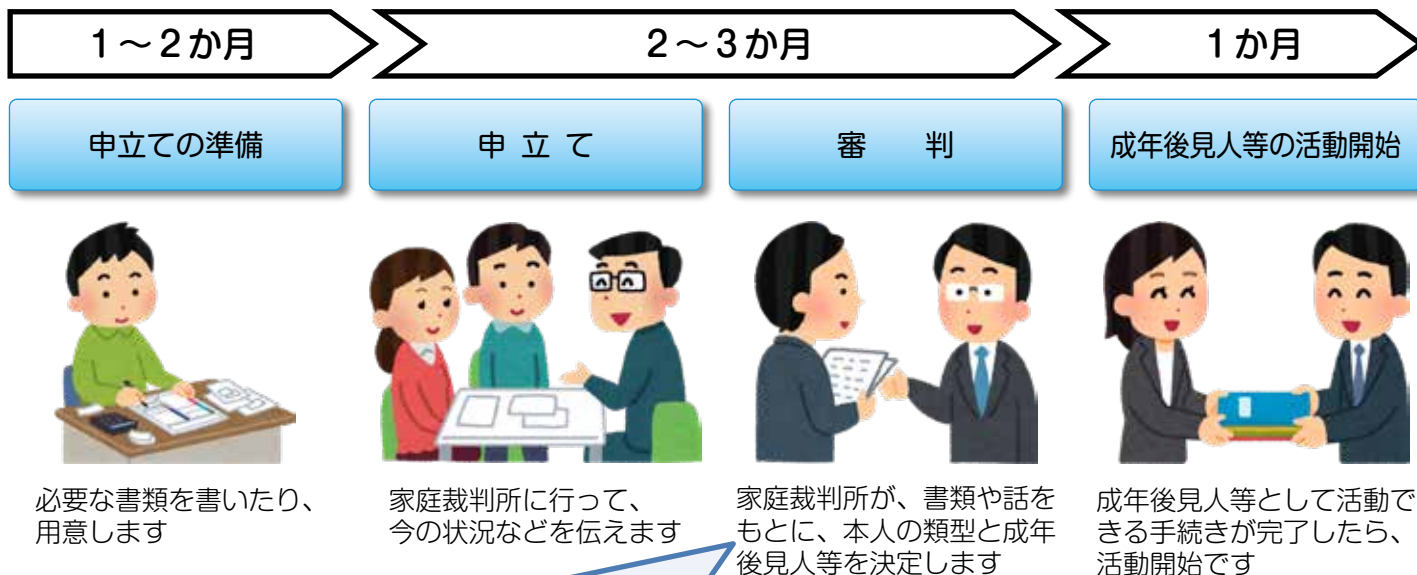 1～2か月
2～3か月
1か月
申立ての準備
申 立 て
審 判
成年後見人等の活動開始
必要な書類を書いたり、
用意します
家庭裁判所に行って、
今の状況などを伝えます
家庭裁判所が、書類や話を
もとに、本人の類型と成年
後見人等を決定します
成年後見人等として活動で
きる手続きが完了したら、
活動開始です